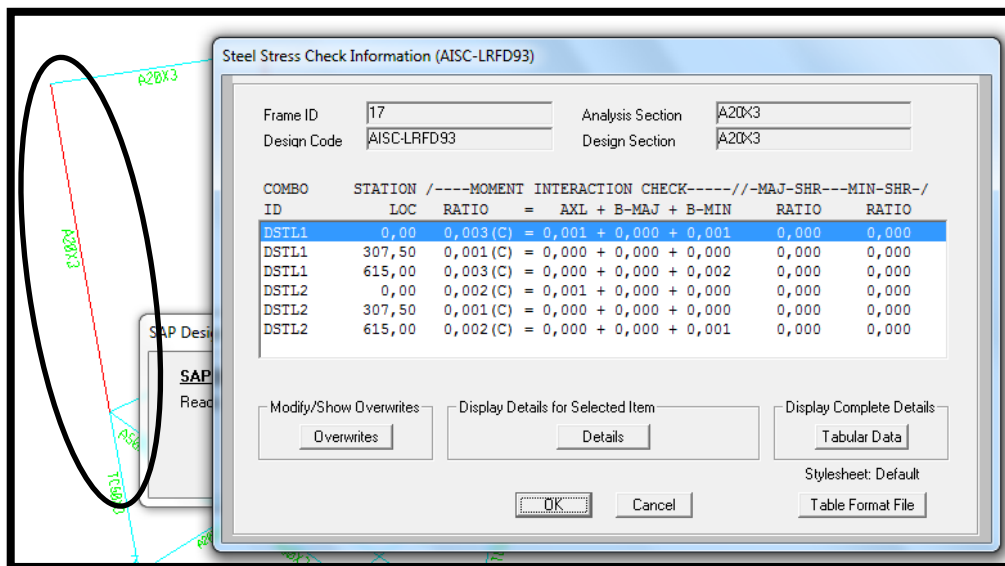 A20X3
Steel Stress Check Information (AISC-LRFD93)
Frame ID 17 Analysis Section A20X3
Design Code AISC-LRFD93 Design Section A20X3
COMBO STATION /----MOMENT INTERACTION CHECK-----//-MAJ-SHR---MIN-SHR-/
ID LOC RATIO = AXL + B-MAJ + B-MIN RATIO RATIO
DSTL1 0,00 0,003(C) = 0,001 + 0,000 + 0,001 0,000 0,000
DSTL1 307,50 0,001(C) = 0,000 + 0,000 + 0,000 0,000 0,000
DSTL1 615,00 0,003(C) = 0,000 + 0,000 + 0,002 0,000 0,000
DSTL2 0,00 0,002(C) = 0,001 + 0,000 + 0,000 0,000 0,000
DSTL2 307,50 0,001(C) = 0,000 + 0,000 + 0,000 0,000 0,000
DSTL2 615,00 0,002(C) = 0,000 + 0,000 + 0,001 0,000 0,000
A20X3
SAP Desi
SAP
Reac
Modify/Show Overwrites Display Details for Selected Item Display Complete Details
Overwrites Details Tabular Data
Stylesheet: Default
OK Cancel Table Format File